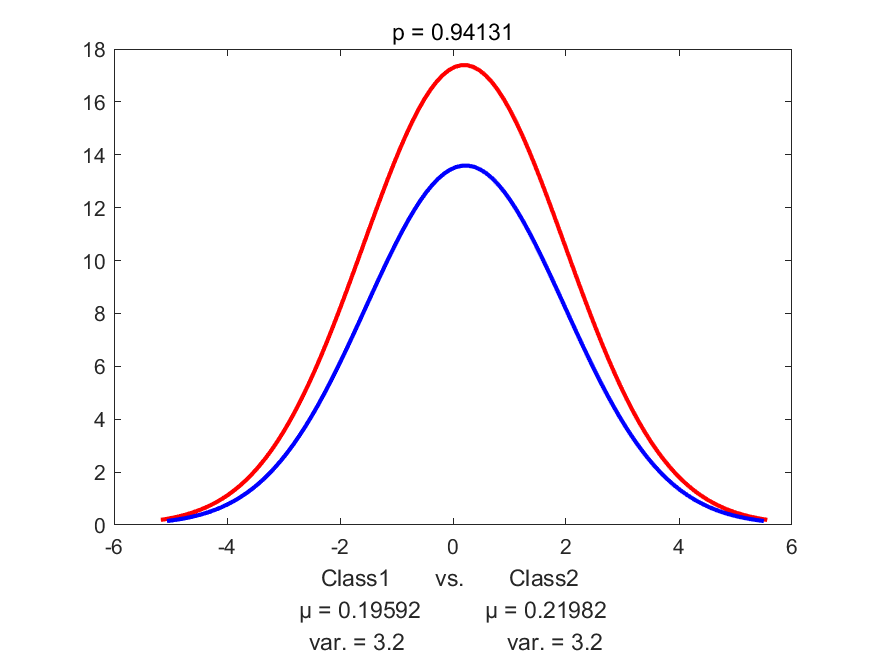 p = 0.94131
18
16
14
12
10
8
6
4
2
0
-6 -4 -2 0 2 4 6
Class1 vs. Class2
μ = 0.19592 μ = 0.21982
var. = 3.2 var. = 3.2